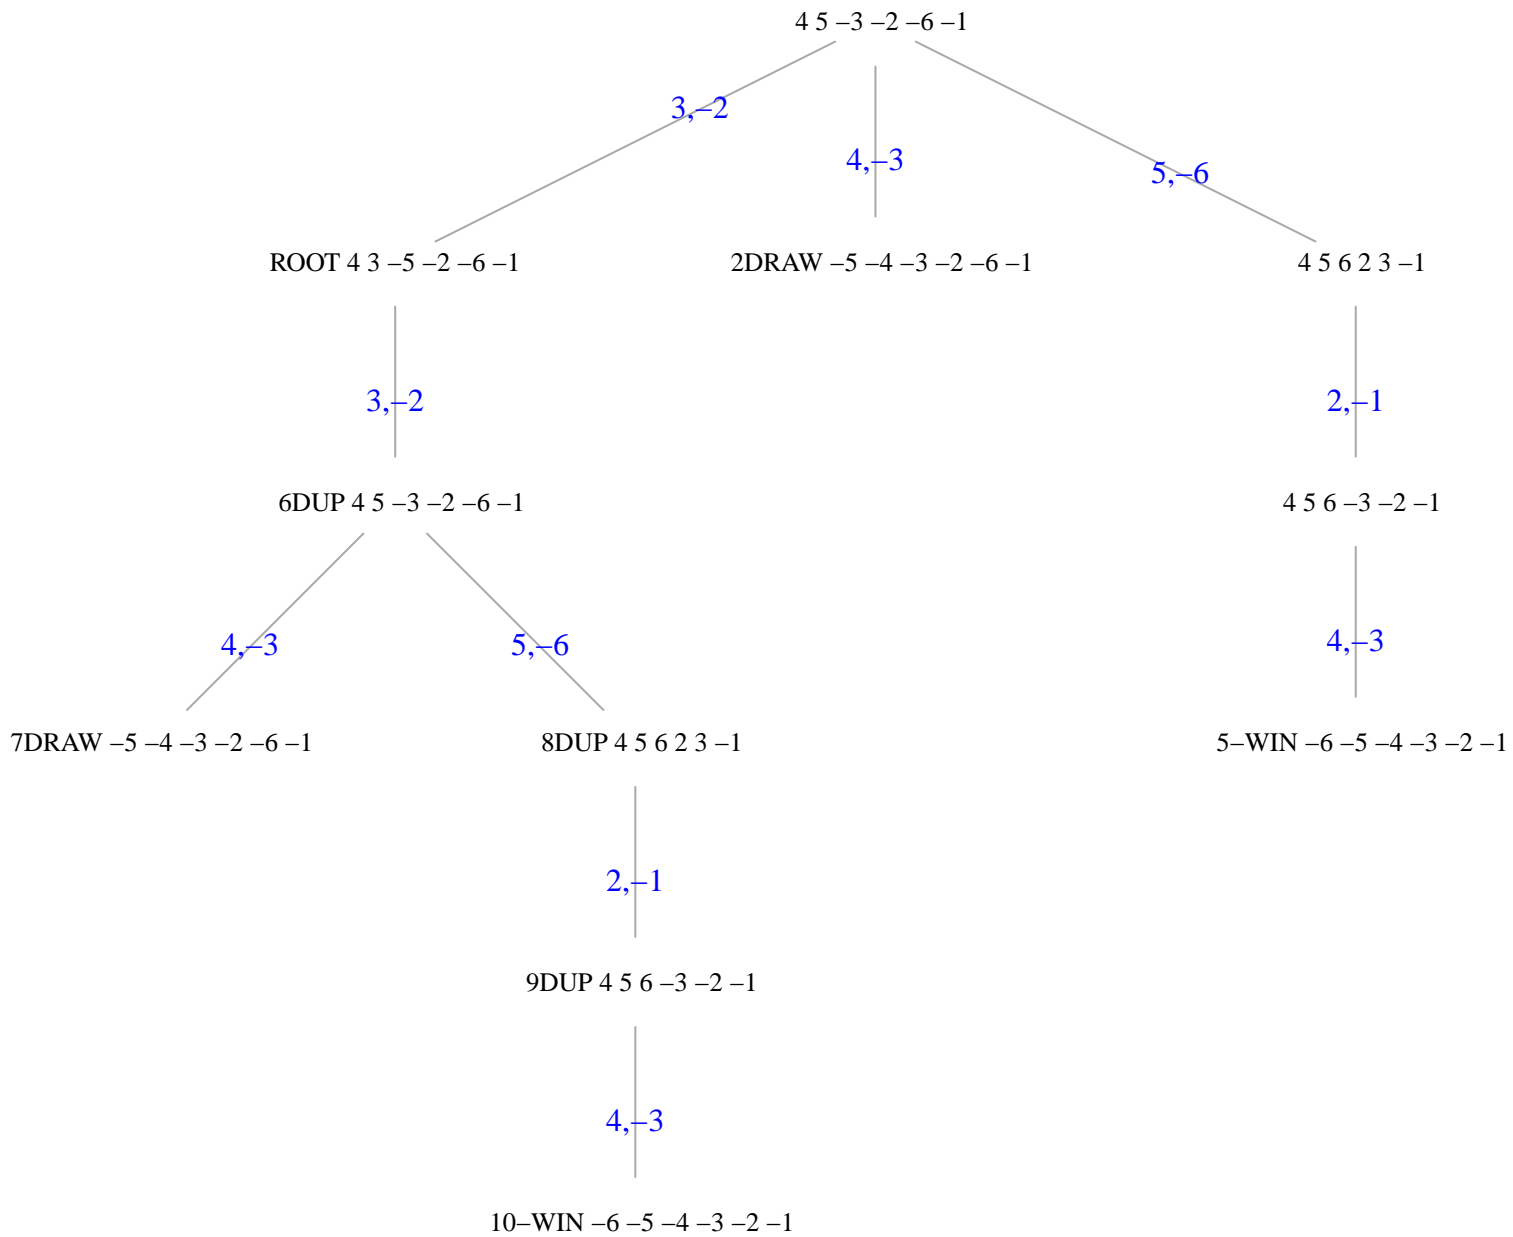 4 5 –3 –2 –6 –1
3,–2
4,–3
5,–6
ROOT 4 3 –5 –2 –6 –1
2DRAW –5 –4 –3 –2 –6 –1
4 5 6 2 3 –1
3,–2
2,–1
6DUP 4 5 –3 –2 –6 –1
4 5 6 –3 –2 –1
4,–3
5,–6
4,–3
7DRAW –5 –4 –3 –2 –6 –1
8DUP 4 5 6 2 3 –1
5–WIN –6 –5 –4 –3 –2 –1
2,–1
9DUP 4 5 6 –3 –2 –1
4,–3
10–WIN –6 –5 –4 –3 –2 –1